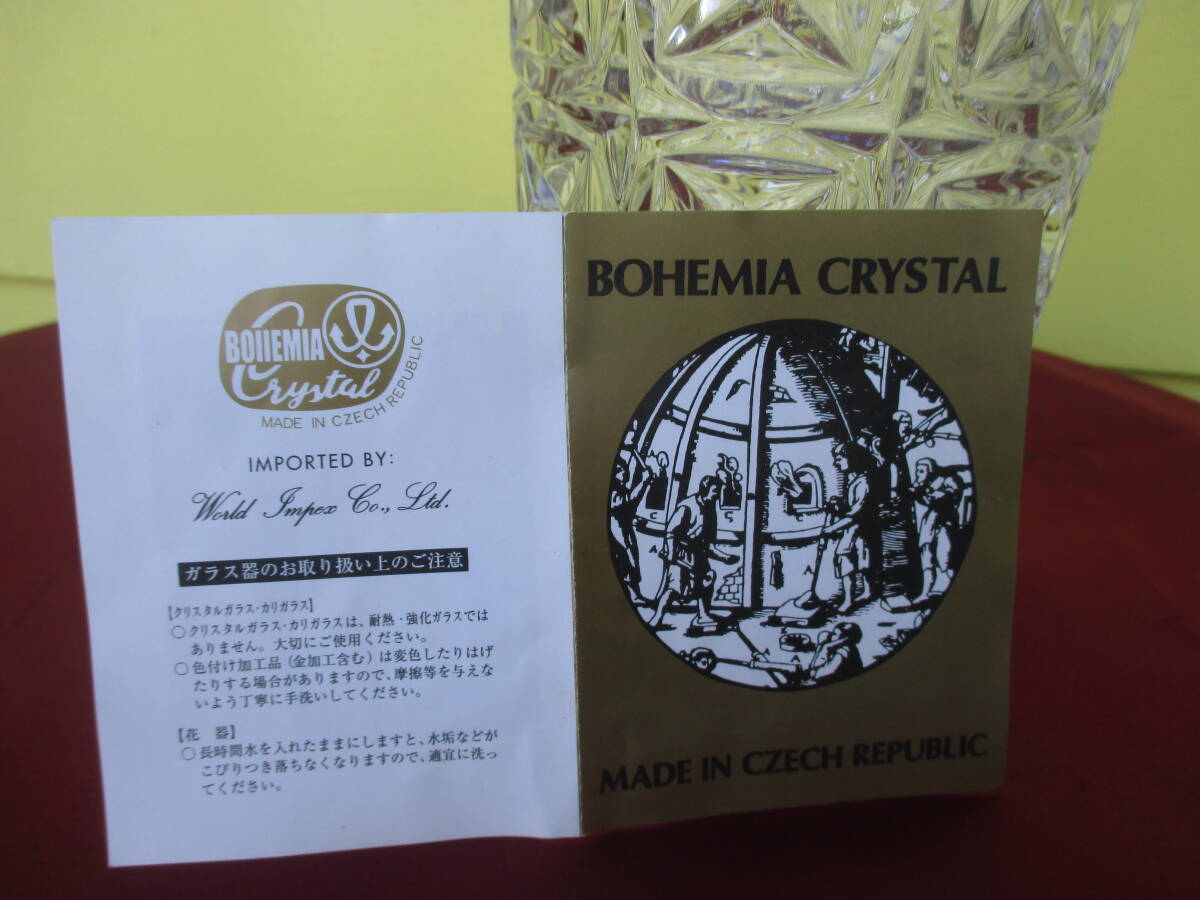 BOHEMIA
Crystal
MADE IN CZECH REPUBLIC
IMPORTED BY:
World Impex Co., Ltd.
ガラス器のお取り扱い上のご注意
【クリスタルガラス・カリガラス】
○クリスタルガラス・カリガラスは、耐熱・強化ガラスでは
ありません。大切にご使用ください。
○色付け加工品（金加工含む）は変色したりはげ
たりする場合がありますので、摩擦等を与えな
いよう丁寧に手洗いしてください。
【花　器】
○長時間水を入れたままにしますと、水垢などが
こびりつき落ちなくなりますので、適宜に洗っ
てください。
BOHEMIA CRYSTAL
C C C
A
A A
MADE IN CZECH REPUBLIC